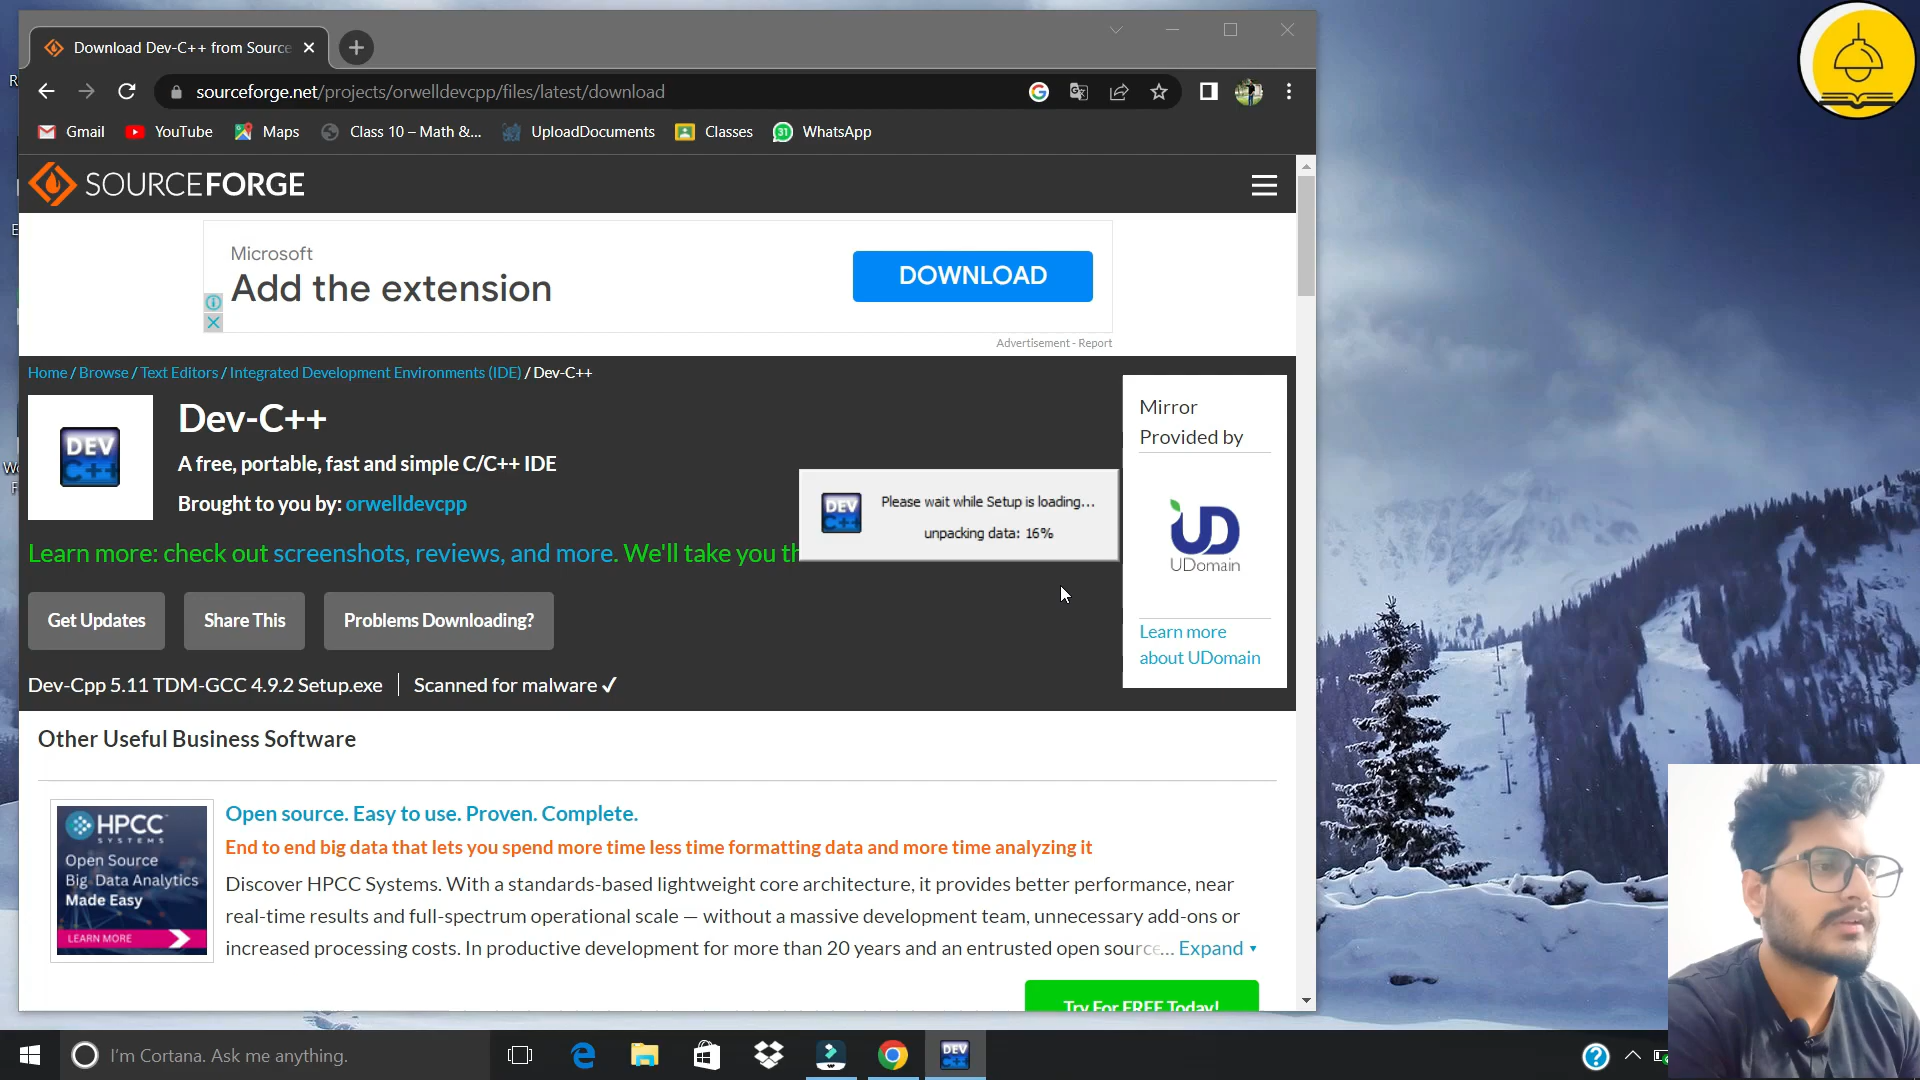 Download Dev-C++ from Source
sourceforge.net/projects/orwelldevcpp/files/latest/download
Gmail
YouTube
Maps
Class 10 – Math &...
UploadDocuments
Classes
31
WhatsApp
SOURCEFORGE
Microsoft
Add the extension
DOWNLOAD
Advertisement - Report
Home / Browse / Text Editors / Integrated Development Environments (IDE) / Dev-C++
DEV
C++
Dev-C++
A free, portable, fast and simple C/C++ IDE
Brought to you by: orwelldevcpp
Learn more: check out screenshots, reviews, and more. We'll take you th
DEV
C++
Please wait while Setup is loading...
unpacking data: 16%
Mirror
Provided by
UD
UDomain
Learn more
about UDomain
Get Updates
Share This
Problems Downloading?
Dev-Cpp 5.11 TDM-GCC 4.9.2 Setup.exe
Scanned for malware ✓
Other Useful Business Software
HPCC
SYSTEMS
Open Source
Big Data Analytics
Made Easy
LEARN MORE
Open source. Easy to use. Proven. Complete.
End to end big data that lets you spend more time less time formatting data and more time analyzing it
Discover HPCC Systems. With a standards-based lightweight core architecture, it provides better performance, near
real-time results and full-spectrum operational scale — without a massive development team, unnecessary add-ons or
increased processing costs. In productive development for more than 20 years and an entrusted open source... Expand
Try For FREE Today!
I'm Cortana. Ask me anything.
DEV
C++